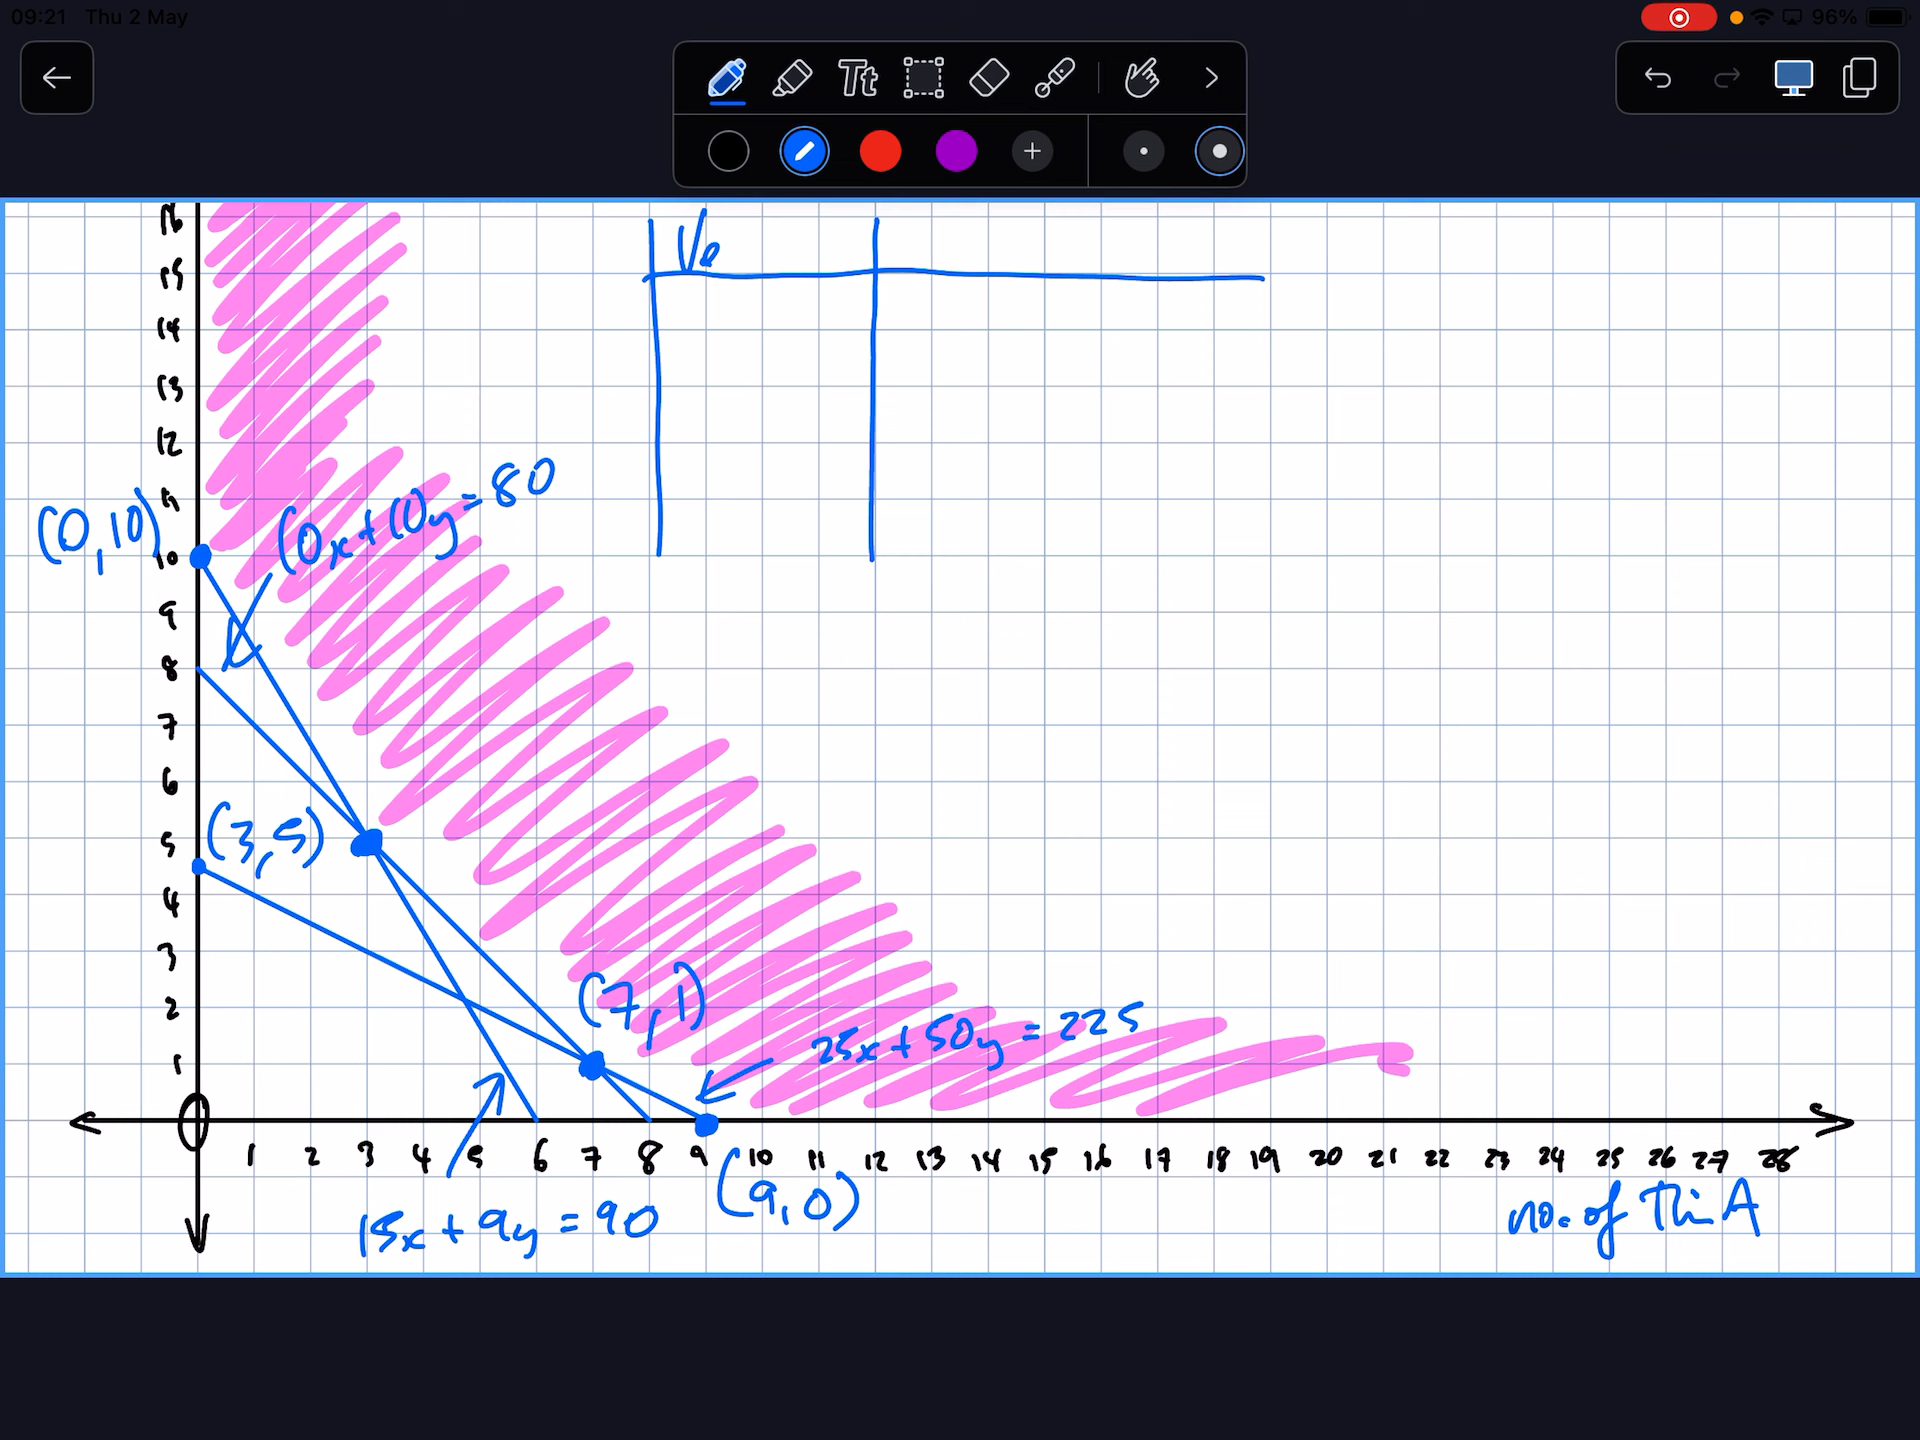 09:21 Thu 2 May
96%
Tt
16
15
14
13
12
11
10
9
8
7
6
5
4
3
2
1
Ve
(0,10)
10x+10y=80
(3,5)
(7,1)
25x+50y=225
0
1 2 3 4 5 6 7 8 9 10 11 12 13 14 15 16 17 18 19 20 21 22 23 24 25 26 27 28
15x+9y=90
(9,0)
no. of Thi A